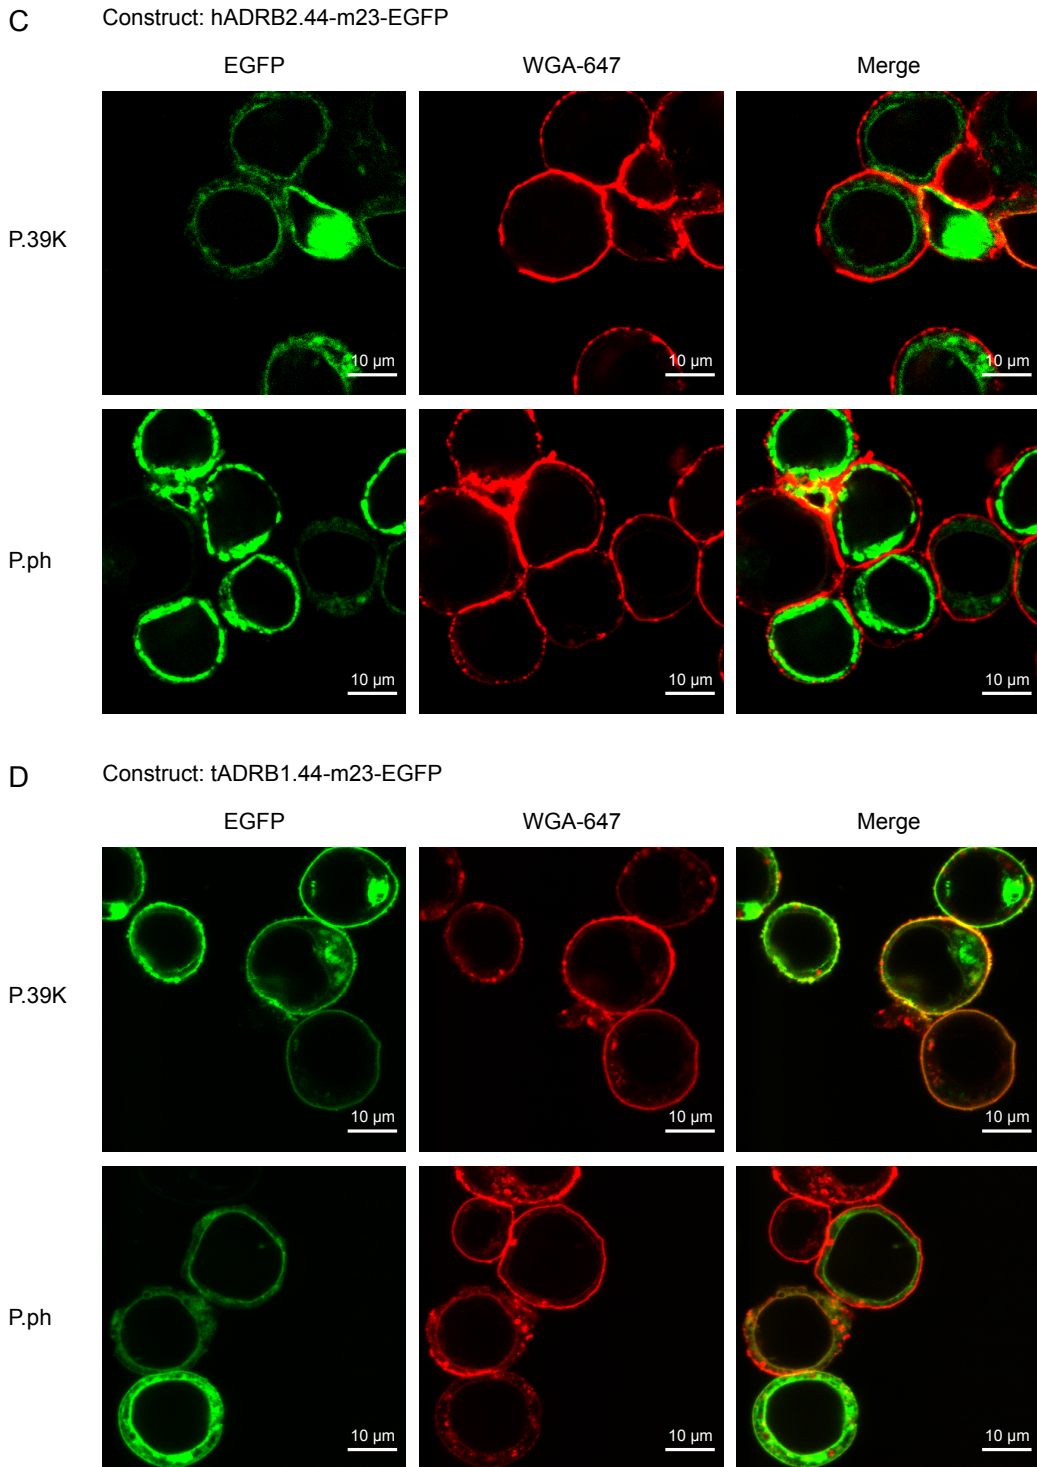 C Construct: hADRB2.44-m23-EGFP
EGFP WGA-647 Merge
P.39K
10 µm 10 µm 10 µm
P.ph
10 µm 10 µm 10 µm
D Construct: tADRB1.44-m23-EGFP
EGFP WGA-647 Merge
P.39K
10 µm 10 µm 10 µm
P.ph
10 µm 10 µm 10 µm